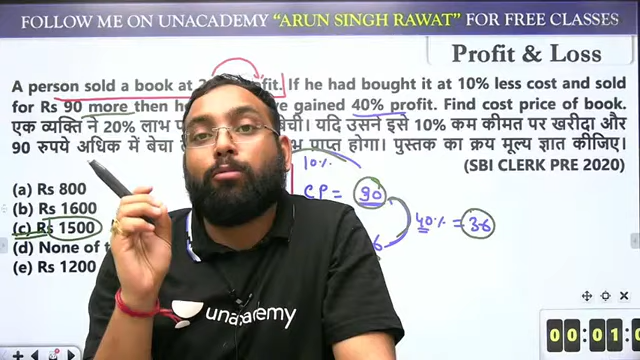 FOLLOW ME ON UNACADEMY “ARUN SINGH RAWAT” FOR FREE CLASSES
Profit & Loss
A person sold a book at If he had bought it at 10% less cost and sold
for Rs 90 more then gained 40% profit. Find cost price of book.
एक व्यक्ति ने 20% लाभ यदि उसने इसे 10% कम कीमत पर खरीदा और
90 रुपये अधिक में बेचा प्राप्त होगा। पुस्तक का क्रय मूल्य ज्ञात कीजिए।
(SBI CLERK PRE 2020)
(a) Rs 800
(b) Rs 1600
(c) Rs 1500
(d) None of
(e) Rs 1200
10%
CP = 90
40% = 36
unacademy